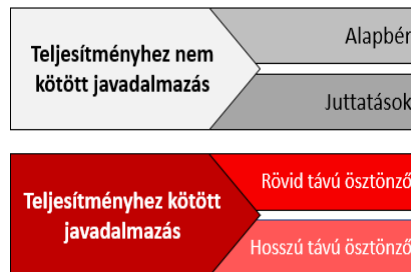 Teljesítményhez nem
kötött javadalmazás
Alapbér
Juttatások
Teljesítményhez kötött
javadalmazás
Rövid távú ösztönző
Hosszú távú ösztönző